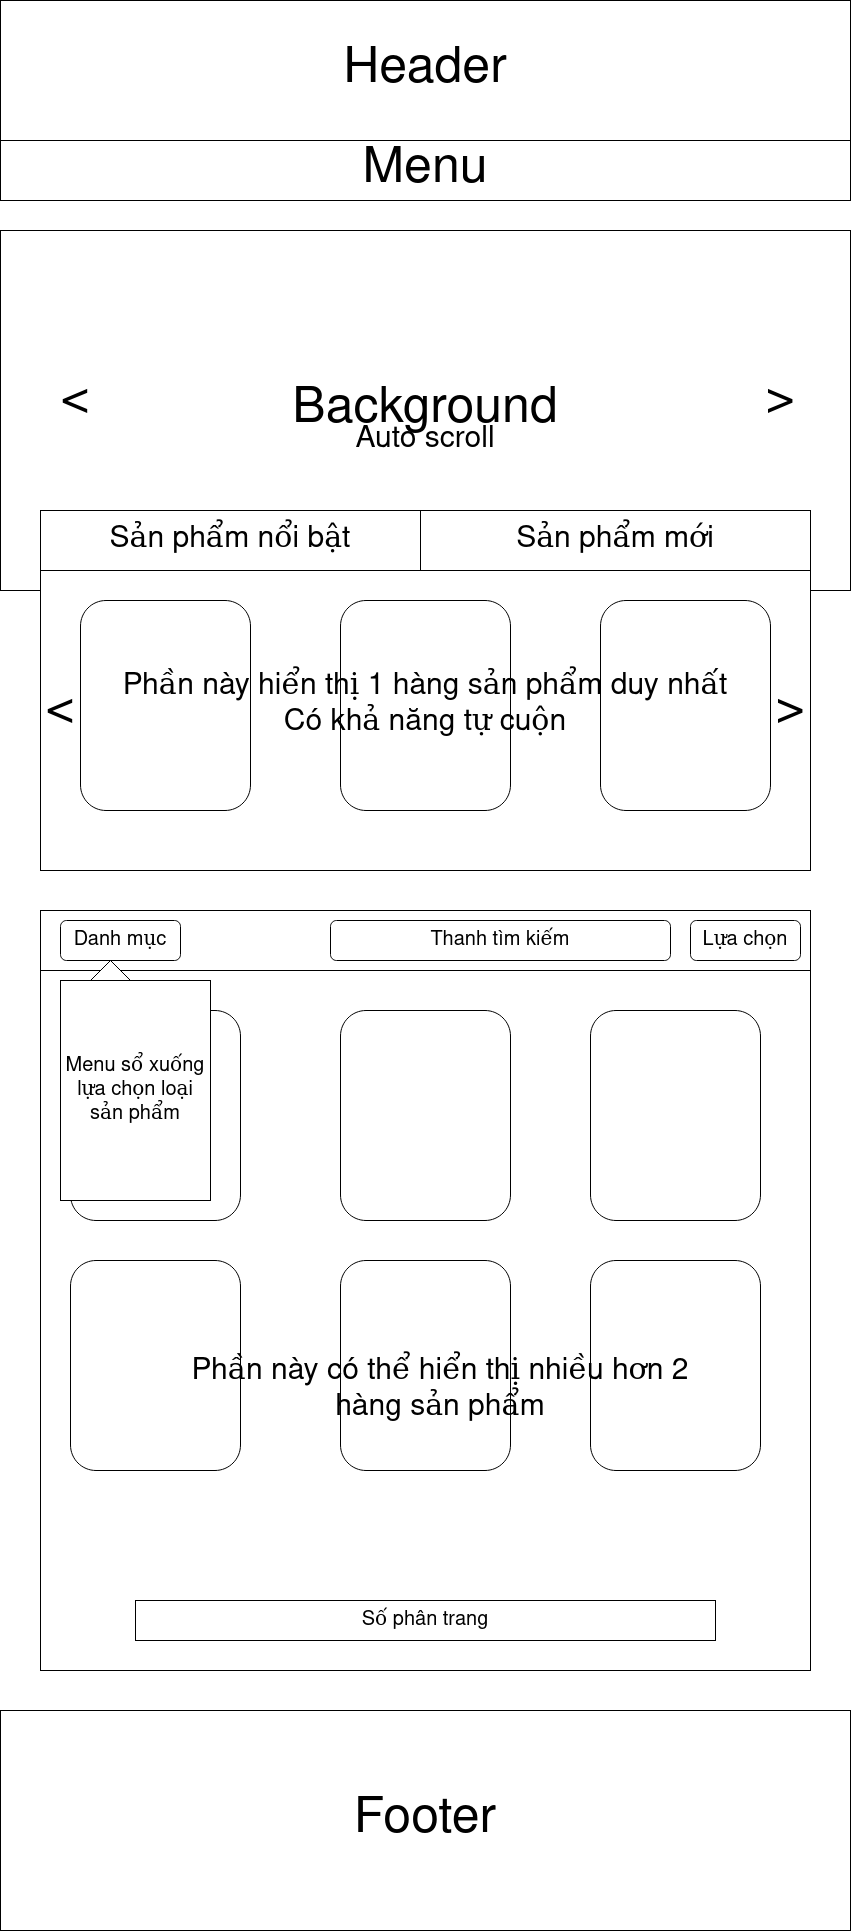 Header
Menu
< Background >
Auto scroll
Sản phẩm nổi bật Sản phẩm mới
Phần này hiển thị 1 hàng sản phẩm duy nhất
< Có khả năng tự cuộn >
Danh mục Thanh tìm kiếm Lựa chọn
Menu sổ xuống
lựa chọn loại
sản phẩm
Phần này có thể hiển thị nhiều hơn 2
hàng sản phẩm
Số phân trang
Footer